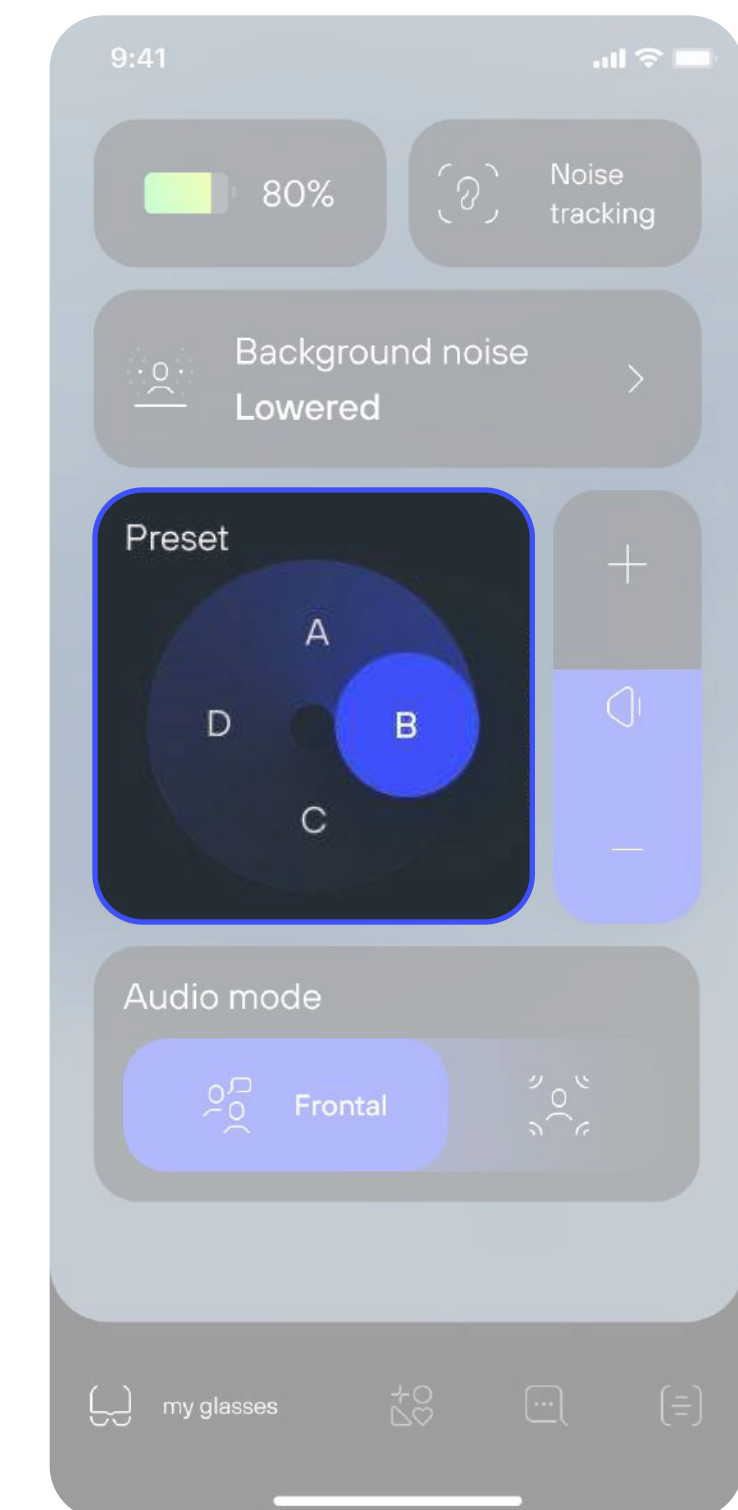 9:41
80%
Noise
tracking
Background noise
Lowered
Preset
A
D
B
C
Audio mode
Frontal
my glasses